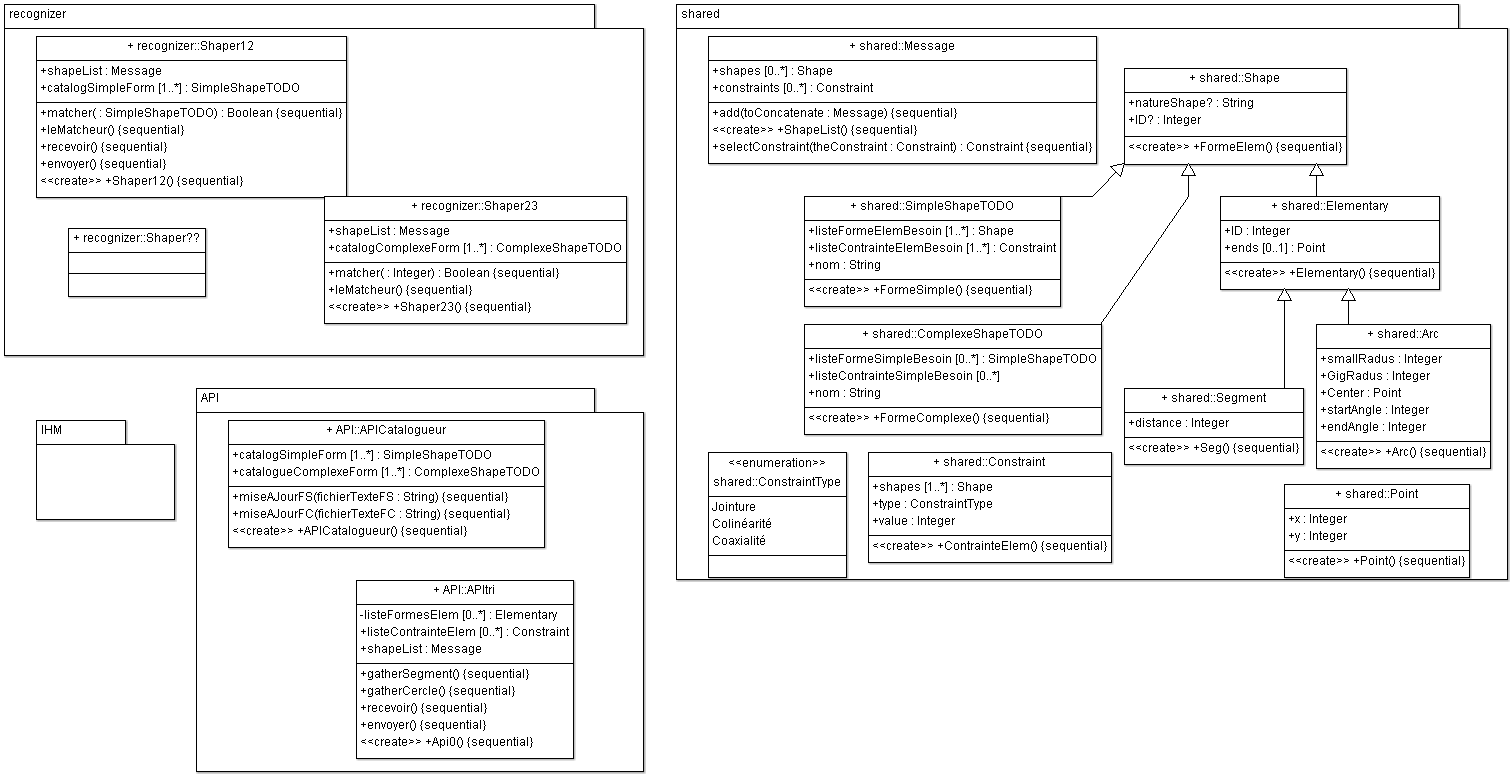 recognizer
+ recognizer::Shaper12
+shapeList : Message
+catalogSimpleForm [1..*] : SimpleShapeTODO
+matcher( : SimpleShapeTODO) : Boolean {sequential}
+leMatcheur() {sequential}
+recevoir() {sequential}
+envoyer() {sequential}
<<create>> +Shaper12() {sequential}
+ recognizer::Shaper23
+shapeList : Message
+catalogComplexeForm [1..*] : ComplexeShapeTODO
+matcher( : Integer) : Boolean {sequential}
+leMatcheur() {sequential}
<<create>> +Shaper23() {sequential}
+ recognizer::Shaper??
IHM
API
+ API::APICatalogueur
+catalogSimpleForm [1..*] : SimpleShapeTODO
+catalogueComplexeForm [1..*] : ComplexeShapeTODO
+miseAJourFS(fichierTexteFS : String) {sequential}
+miseAJourFC(fichierTexteFC : String) {sequential}
<<create>> +APICatalogueur() {sequential}
+ API::APItri
-listeFormesElem [0..*] : Elementary
+listeContrainteElem [0..*] : Constraint
+shapeList : Message
+gatherSegment() {sequential}
+gatherCercle() {sequential}
+recevoir() {sequential}
+envoyer() {sequential}
<<create>> +Api0() {sequential}
shared
+ shared::Message
+shapes [0..*] : Shape
+constraints [0..*] : Constraint
+add(toConcatenate : Message) {sequential}
<<create>> +ShapeList() {sequential}
+selectConstraint(theConstraint : Constraint) : Constraint {sequential}
+ shared::Shape
+natureShape? : String
+ID? : Integer
<<create>> +FormeElem() {sequential}
+ shared::SimpleShapeTODO
+listeFormeElemBesoin [1..*] : Shape
+listeContrainteElemBesoin [1..*] : Constraint
+nom : String
<<create>> +FormeSimple() {sequential}
+ shared::Elementary
+ID : Integer
+ends [0..1] : Point
<<create>> +Elementary() {sequential}
+ shared::ComplexeShapeTODO
+listeFormeSimpleBesoin [0..*] : SimpleShapeTODO
+listeContrainteSimpleBesoin [0..*]
+nom : String
<<create>> +FormeComplexe() {sequential}
+ shared::Arc
+smallRadus : Integer
+GigRadus : Integer
+Center : Point
+startAngle : Integer
+endAngle : Integer
<<create>> +Arc() {sequential}
+ shared::Segment
+distance : Integer
<<create>> +Seg() {sequential}
<<enumeration>>
shared::ConstraintType
Jointure
Colinéarité
Coaxialité
+ shared::Constraint
+shapes [1..*] : Shape
+type : ConstraintType
+value : Integer
<<create>> +ContrainteElem() {sequential}
+ shared::Point
+x : Integer
+y : Integer
<<create>> +Point() {sequential}